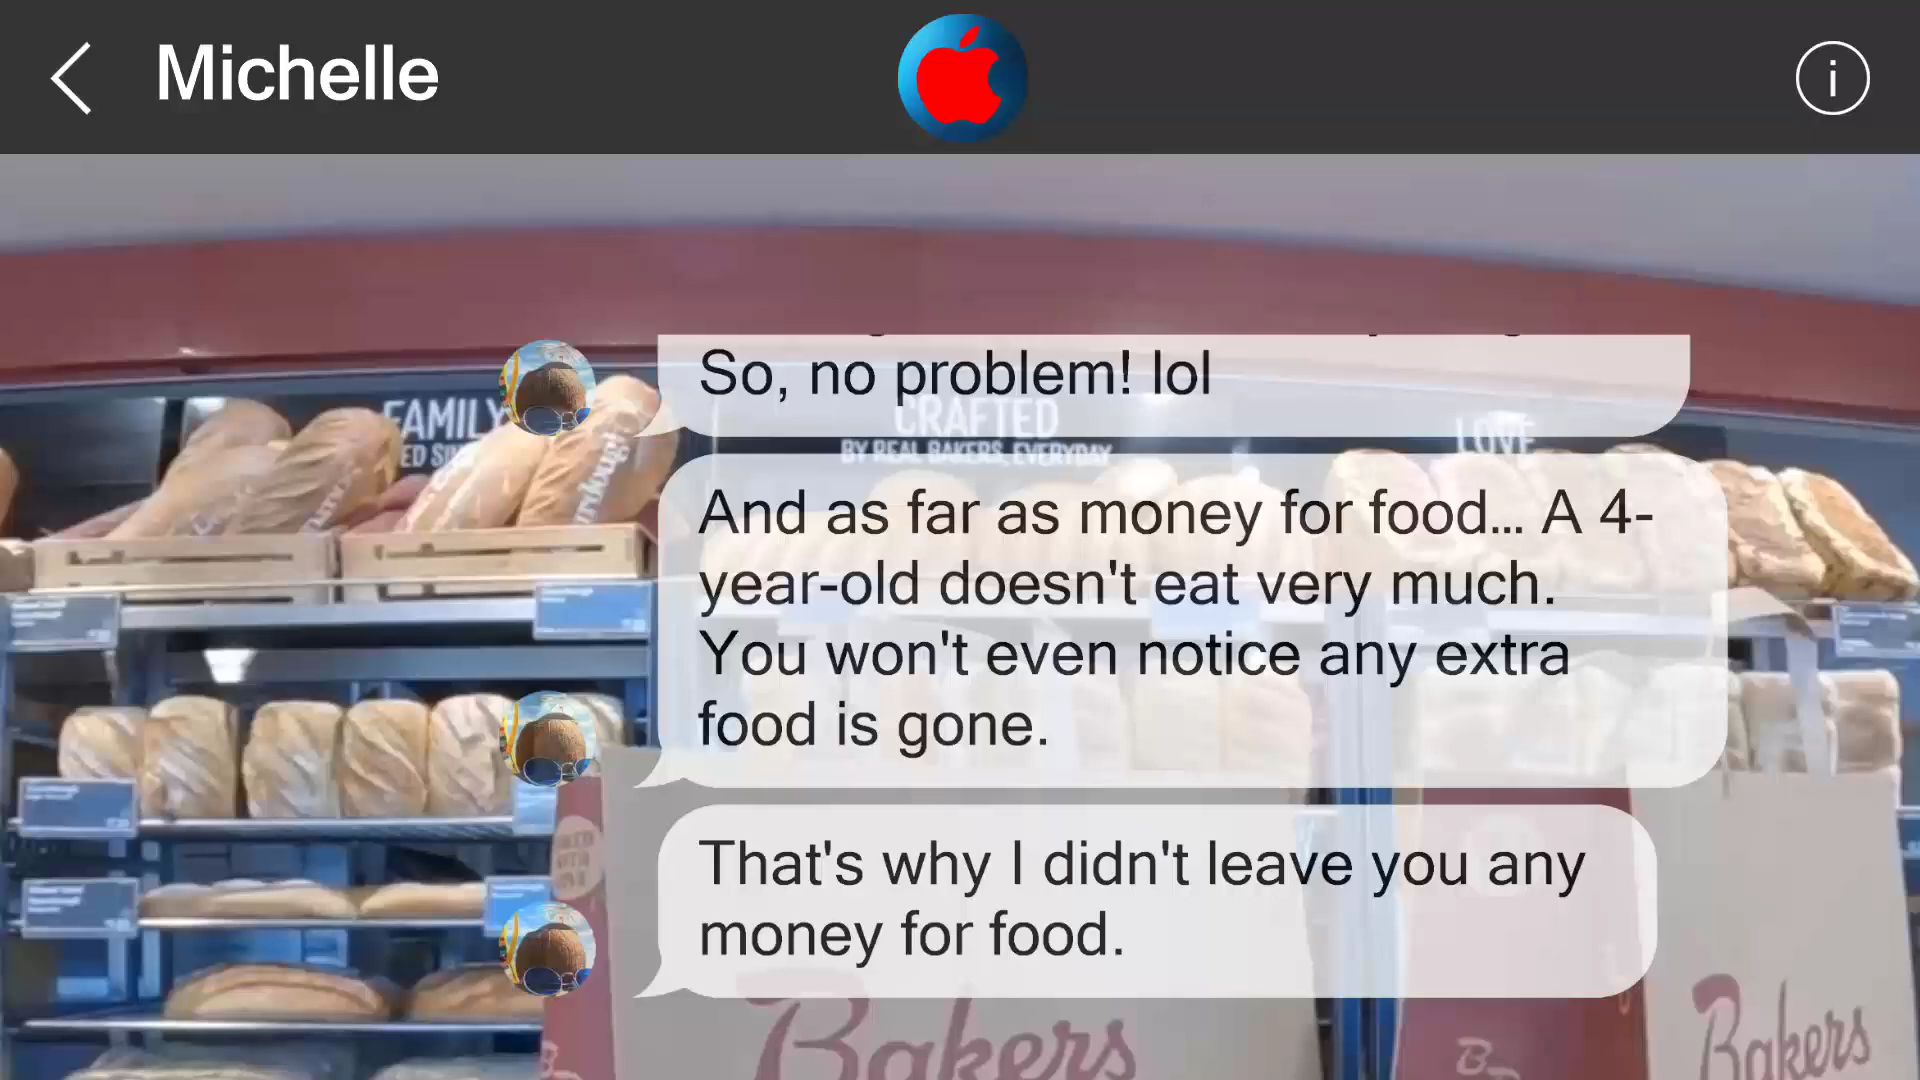 Michelle
i
So, no problem! lol
FAMILY
CRAFTED
LOVE
BY REAL BAKERS, EVERYDAY
And as far as money for food... A 4-
year-old doesn't eat very much.
You won't even notice any extra
food is gone.
That's why I didn't leave you any
money for food.
Bakers
Bakers